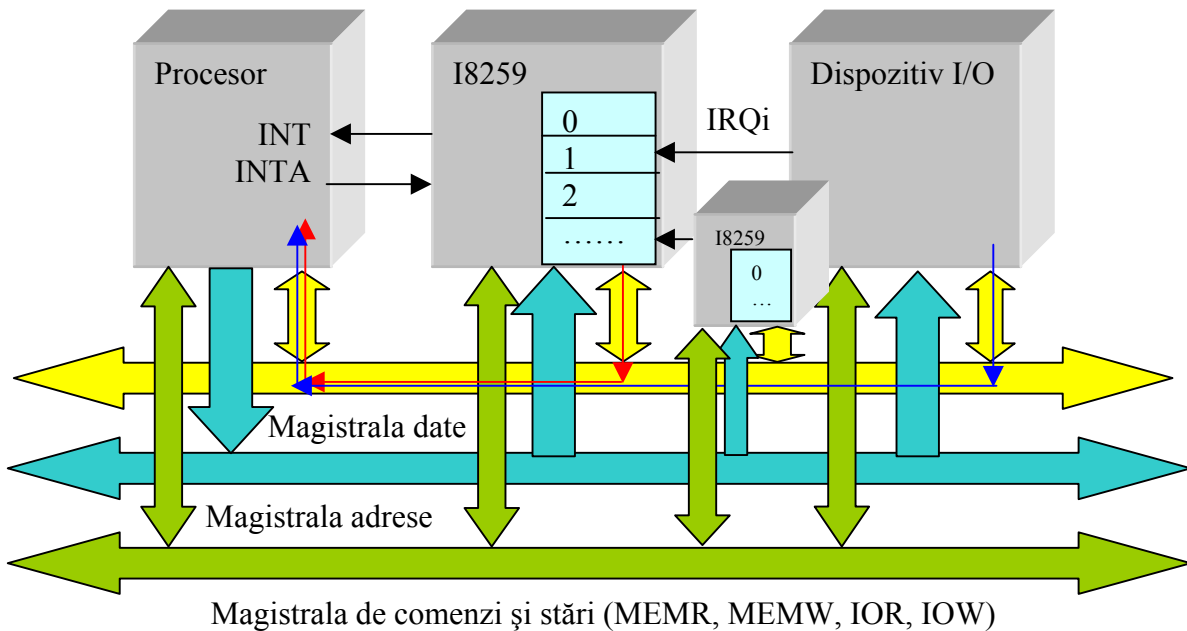 Procesor
I8259
Dispozitiv I/O
INT
INTA
0
1
2
......
IRQi
I8259
0
...
Magistrala date
Magistrala adrese
Magistrala de comenzi şi stări (MEMR, MEMW, IOR, IOW)